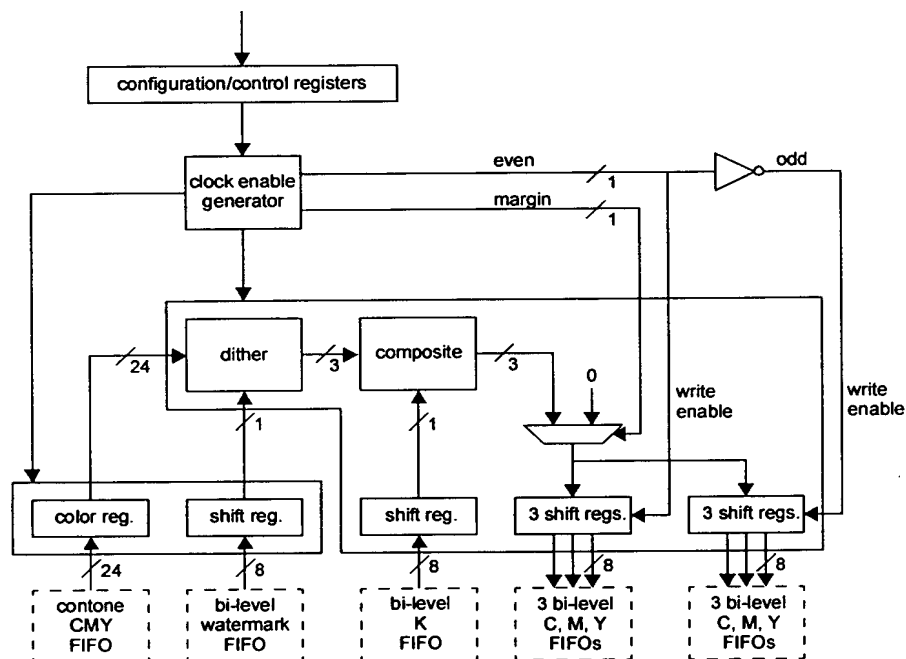 configuration/control registers
clock enable
generator
even
1
odd
margin
1
dither
composite
24
3
3
0
1
1
write
enable
write
enable
color reg.
shift reg.
shift reg.
3 shift regs.
3 shift regs.
24
8
8
8
8
contone
CMY
FIFO
bi-level
watermark
FIFO
bi-level
K
FIFO
3 bi-level
C, M, Y
FIFOs
3 bi-level
C, M, Y
FIFOs